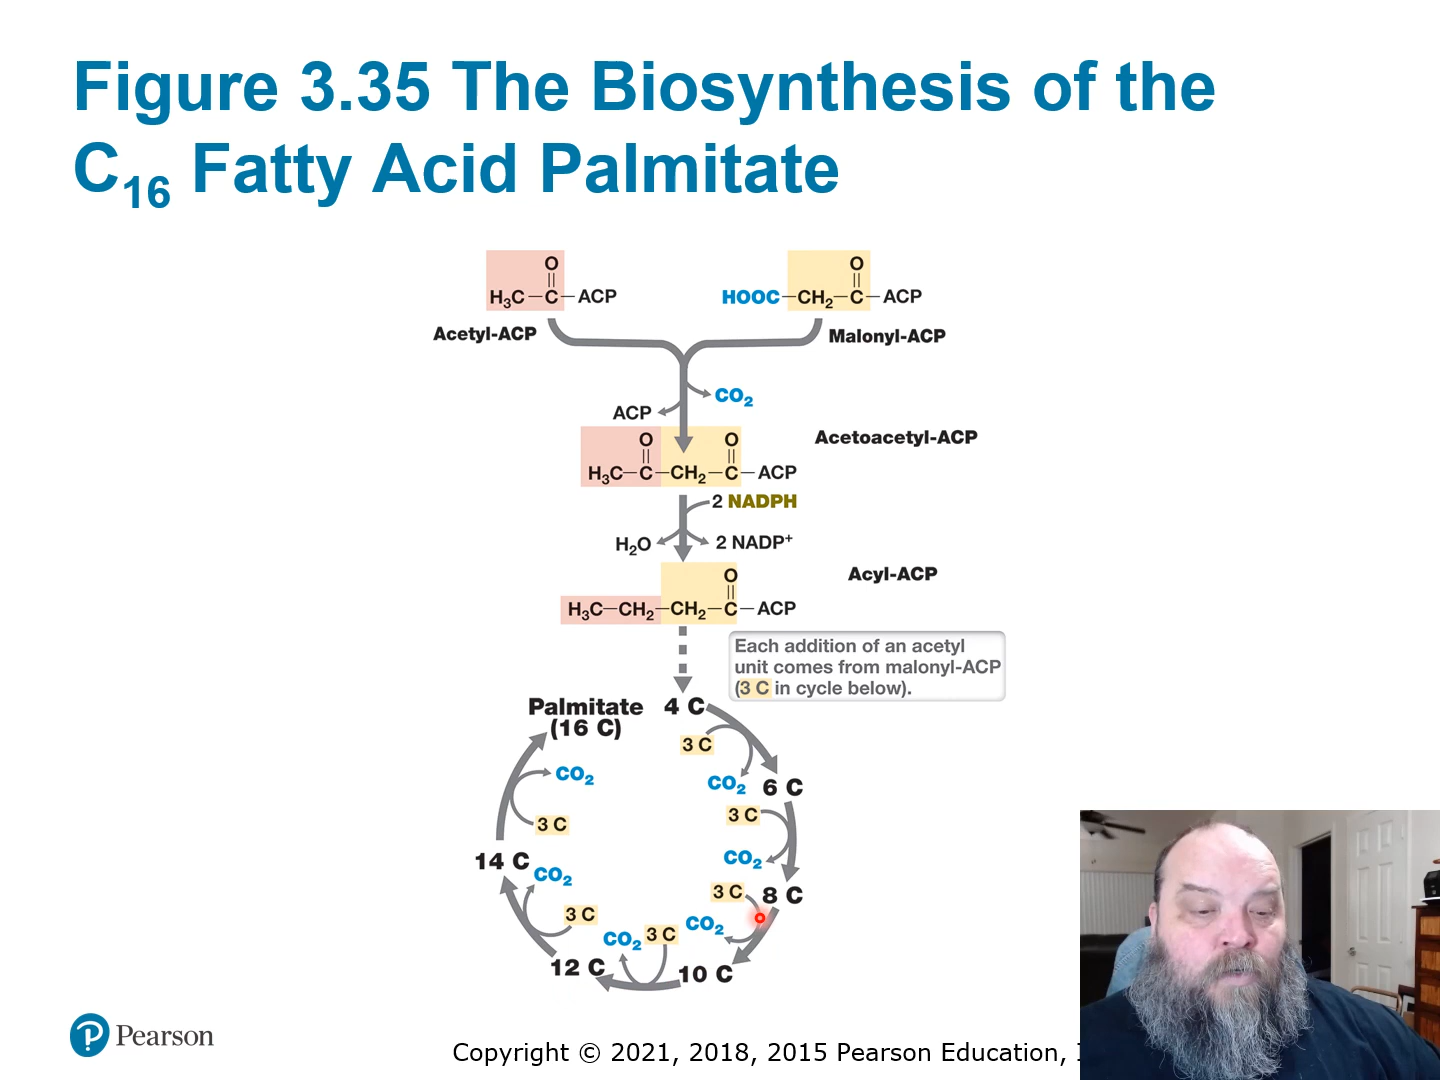 Figure 3.35 The Biosynthesis of the
C₁₆ Fatty Acid Palmitate
O
H₃C—C—ACP
Acetyl-ACP
O
HOOC—CH₂—C—ACP
Malonyl-ACP
CO₂
ACP
Acetoacetyl-ACP
O O
H₃C—C—CH₂—C—ACP
2 NADPH
H₂O
2 NADP⁺
Acyl-ACP
O
H₃C—CH₂—CH₂—C—ACP
Each addition of an acetyl
unit comes from malonyl-ACP
(3 C in cycle below).
Palmitate
(16 C)
4 C
3 C
CO₂
6 C
3 C
CO₂
8 C
3 C
CO₂
10 C
3 C
CO₂
12 C
3 C
CO₂
14 C
3 C
CO₂
P Pearson
Copyright © 2021, 2018, 2015 Pearson Education,